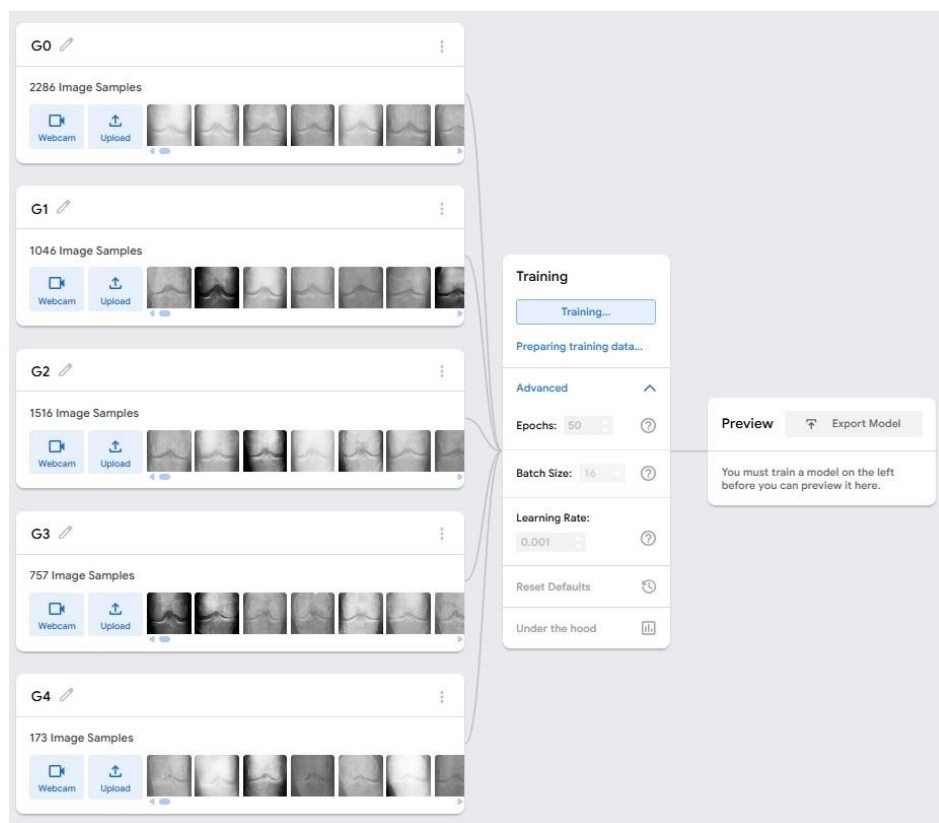 G0
2286 Image Samples
Webcam
Upload
G1
1046 Image Samples
Webcam
Upload
G2
1516 Image Samples
Webcam
Upload
G3
757 Image Samples
Webcam
Upload
G4
173 Image Samples
Webcam
Upload
Training
Training...
Preparing training data...
Advanced
Epochs: 50
Batch Size: 16
Learning Rate:
0.001
Reset Defaults
Under the hood
Preview
Export Model
You must train a model on the left
before you can preview it here.